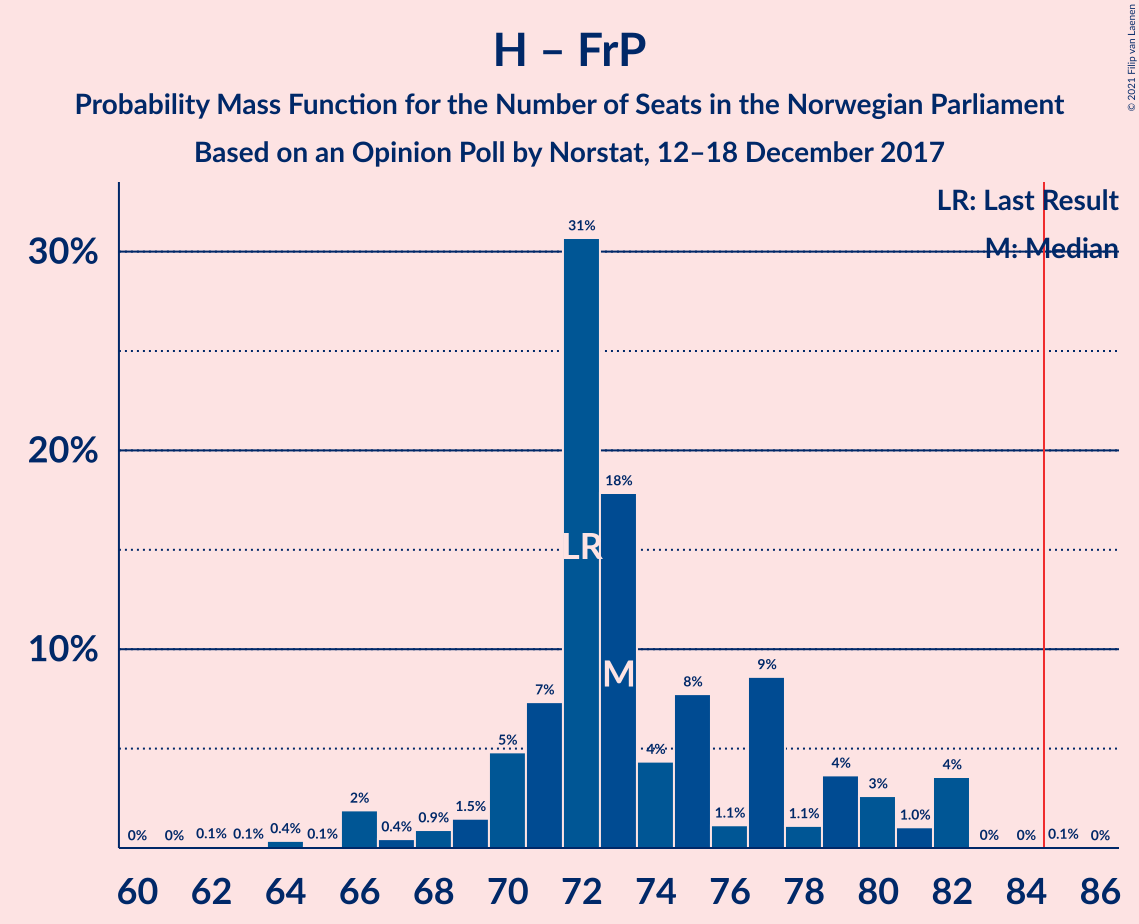 H – FrP
Probability Mass Function for the Number of Seats in the Norwegian Parliament
Based on an Opinion Poll by Norstat, 12–18 December 2017
© 2021 Filip van Laenen
LR: Last Result
M: Median
30%
20%
10%
0% 0% 0.1% 0.1% 0.4% 0.1% 2% 0.4% 0.9% 1.5% 5% 7% 31% 18% 4% 8% 1.1% 9% 1.1% 4% 3% 1.0% 4% 0% 0% 0.1% 0%
LR
M
60 62 64 66 68 70 72 74 76 78 80 82 84 86